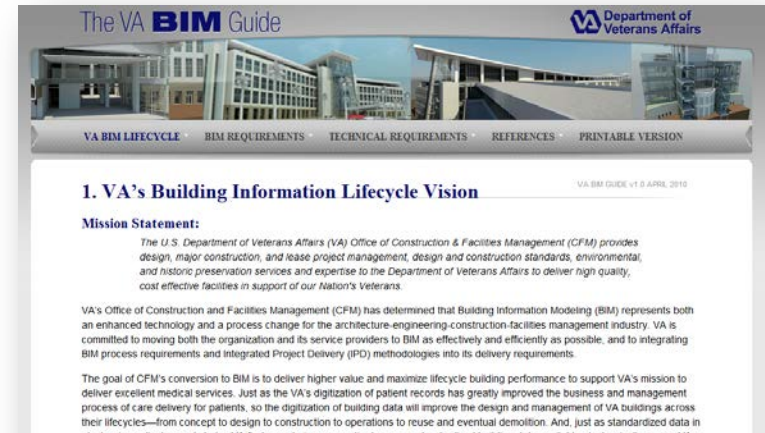 The VA BIM Guide
Department of
Veterans Affairs
VA BIM LIFECYCLE
BIM REQUIREMENTS
TECHNICAL REQUIREMENTS
REFERENCES
PRINTABLE VERSION
1. VA's Building Information Lifecycle Vision
VA BIM GUIDE v1.0 APRIL, 2010
Mission Statement:
The U.S. Department of Veterans Affairs (VA) Office of Construction & Facilities Management (CFM) provides
design, major construction, and lease project management, design and construction standards, environmental,
and historic preservation services and expertise to the Department of Veterans Affairs to deliver high quality,
cost effective facilities in support of our Nation's Veterans.
VA's Office of Construction and Facilities Management (CFM) has determined that Building Information Modeling (BIM) represents both
an enhanced technology and a process change for the architecture-engineering-construction-facilities management industry. VA is
committed to moving both the organization and its service providers to BIM as effectively and efficiently as possible, and to integrating
BIM process requirements and Integrated Project Delivery (IPD) methodologies into its delivery requirements.
The goal of CFM's conversion to BIM is to deliver higher value and maximize lifecycle building performance to support VA's mission to
deliver excellent medical services. Just as the VA's digitization of patient records has greatly improved the business and management
process of care delivery for patients, so the digitization of building data will improve the design and management of VA buildings across
their lifecycles—from concept to design to construction to operations to reuse and eventual demolition. And, just as standardized data in